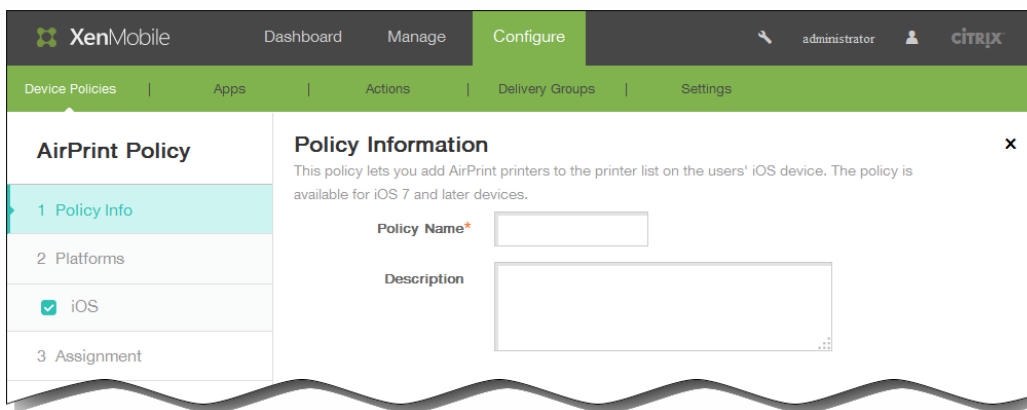 XenMobile Dashboard Manage Configure administrator CİTRIX
Device Policies | Apps | Actions | Delivery Groups | Settings
AirPrint Policy
1 Policy Info
2 Platforms
iOS
3 Assignment
Policy Information
x
This policy lets you add AirPrint printers to the printer list on the users' iOS device. The policy is
available for iOS 7 and later devices.
Policy Name*
Description